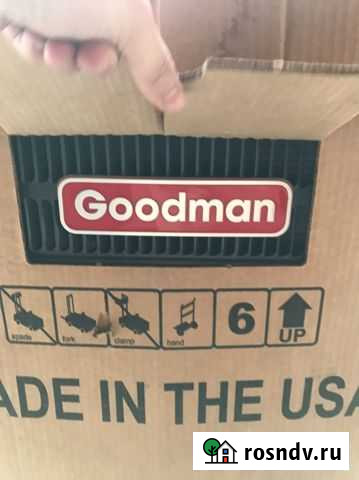 Goodman
spade fork clamp hand 6 UP
ADE IN THE USA
rosndv.ru